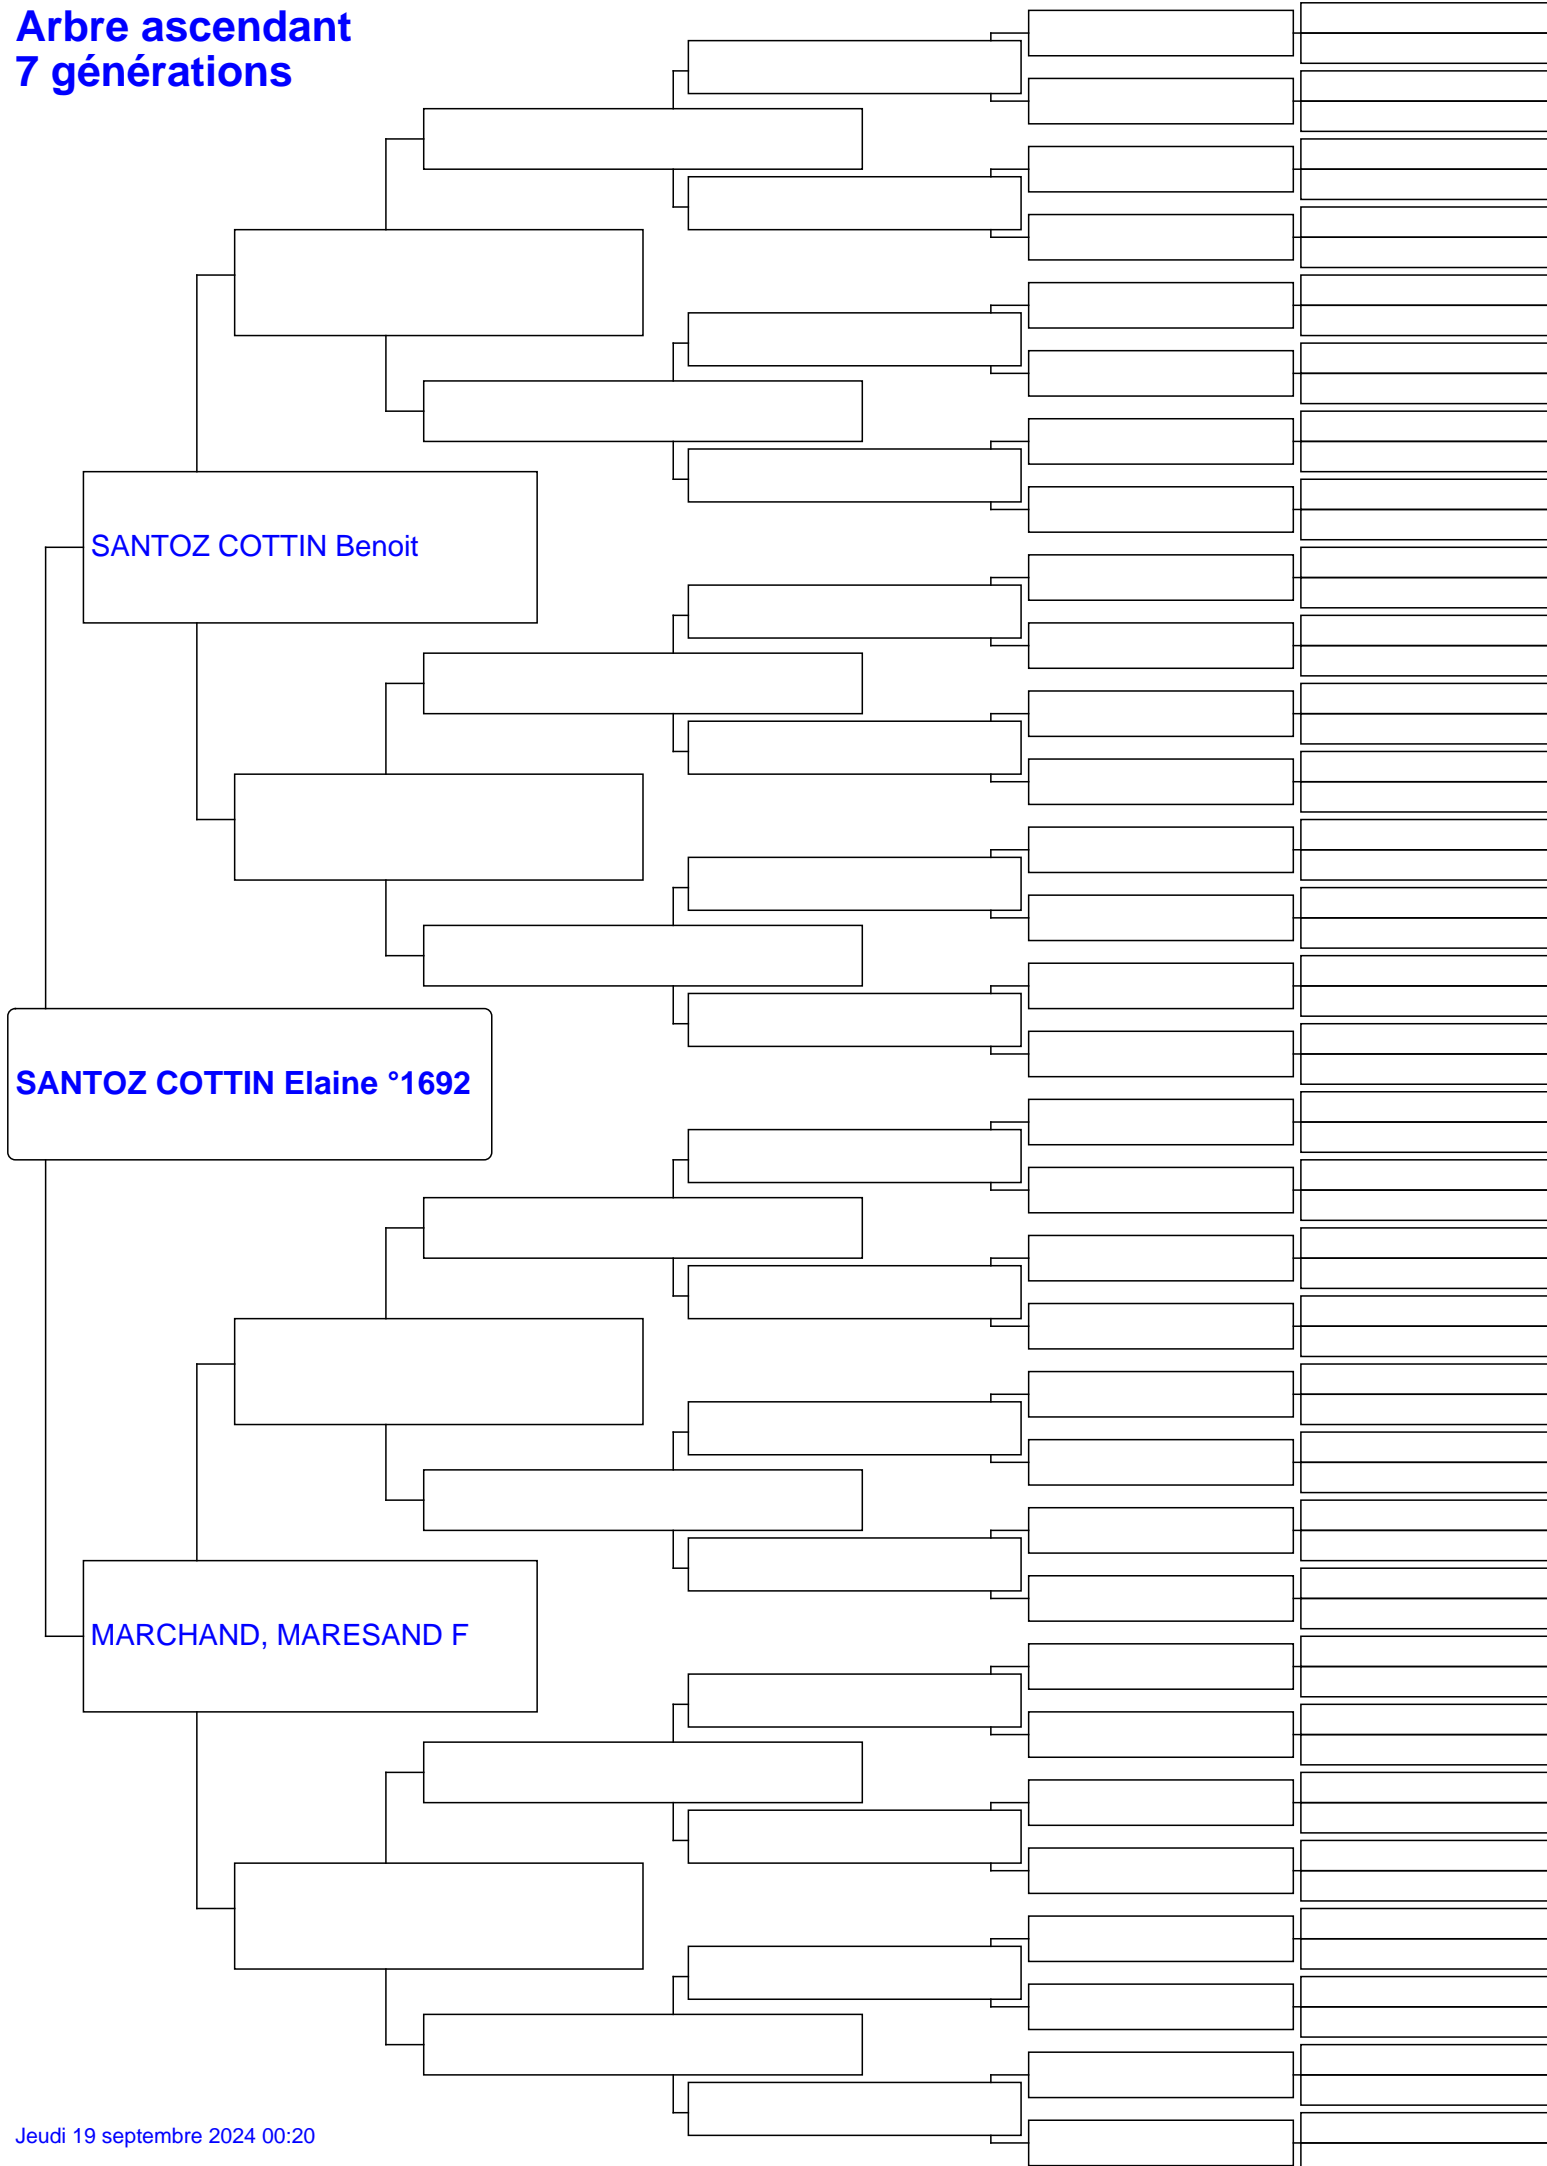 Arbre ascendant
7 générations
SANTOZ COTTIN Benoit
SANTOZ COTTIN Elaine °1692
MARCHAND, MARESAND F
Jeudi 19 septembre 2024 00:20